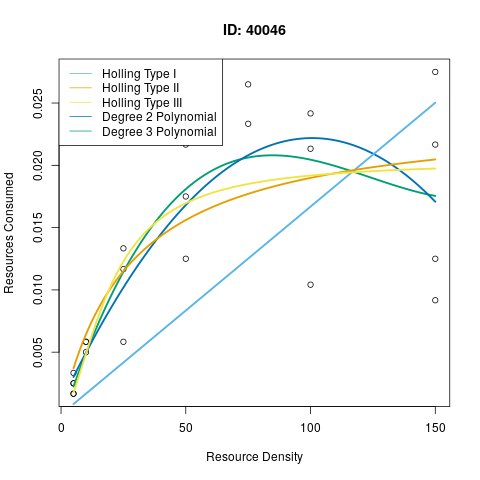 ID: 40046
Holling Type I
Holling Type II
Holling Type III
Degree 2 Polynomial
Degree 3 Polynomial
Resources Consumed
0.025
0.020
0.015
0.010
0.005
0 50 100 150
Resource Density